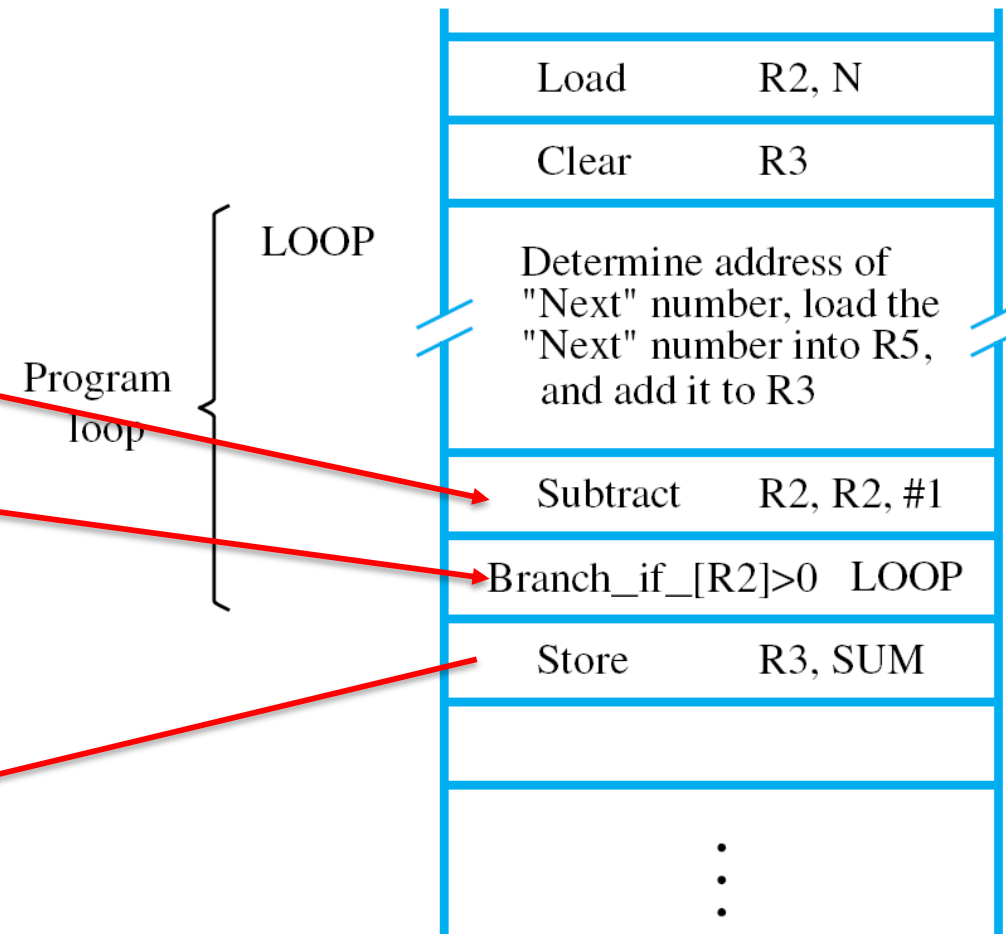 Load R2, N
Clear R3
LOOP
Determine address of
"Next" number, load the
"Next" number into R5,
and add it to R3
Program
loop
Subtract R2, R2, #1
Branch_if_[R2]>0 LOOP
Store R3, SUM